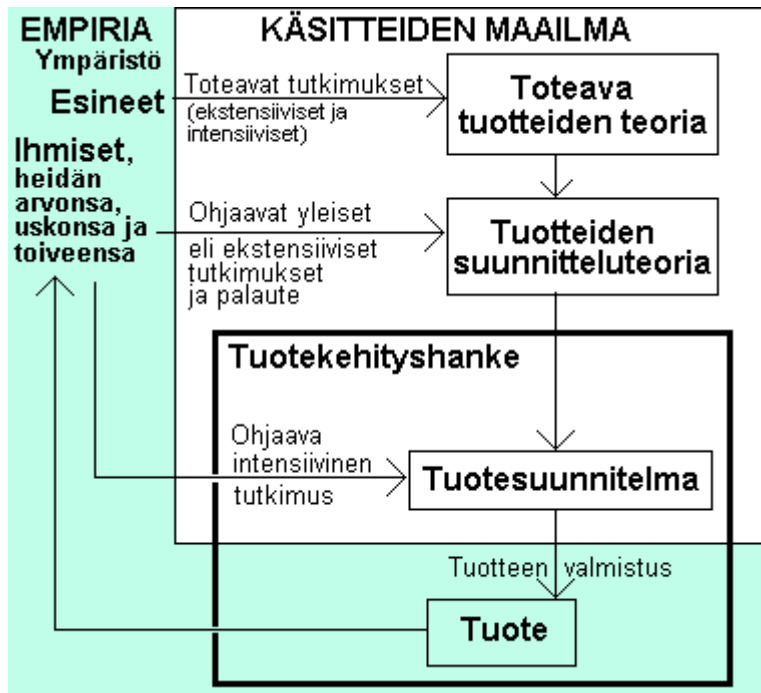 EMPIRIA
Ympäristö
Esineet
Ihmiset,
heidän
arvonsa,
uskonsa ja
toiveensa
KÄSITTEIDEN MAAILMA
Toteavat tutkimukset
(ekstensiiviset ja
intensiiviset)
Toteava
tuotteiden teoria
Ohjaavat yleiset
eli ekstensiiviset
tutkimukset
ja palaute
Tuotteiden
suunnitteluteoria
Tuotekehityshanke
Ohjaava
intensiivinen
tutkimus
Tuotesuunnitelma
Tuotteen valmistus
Tuote